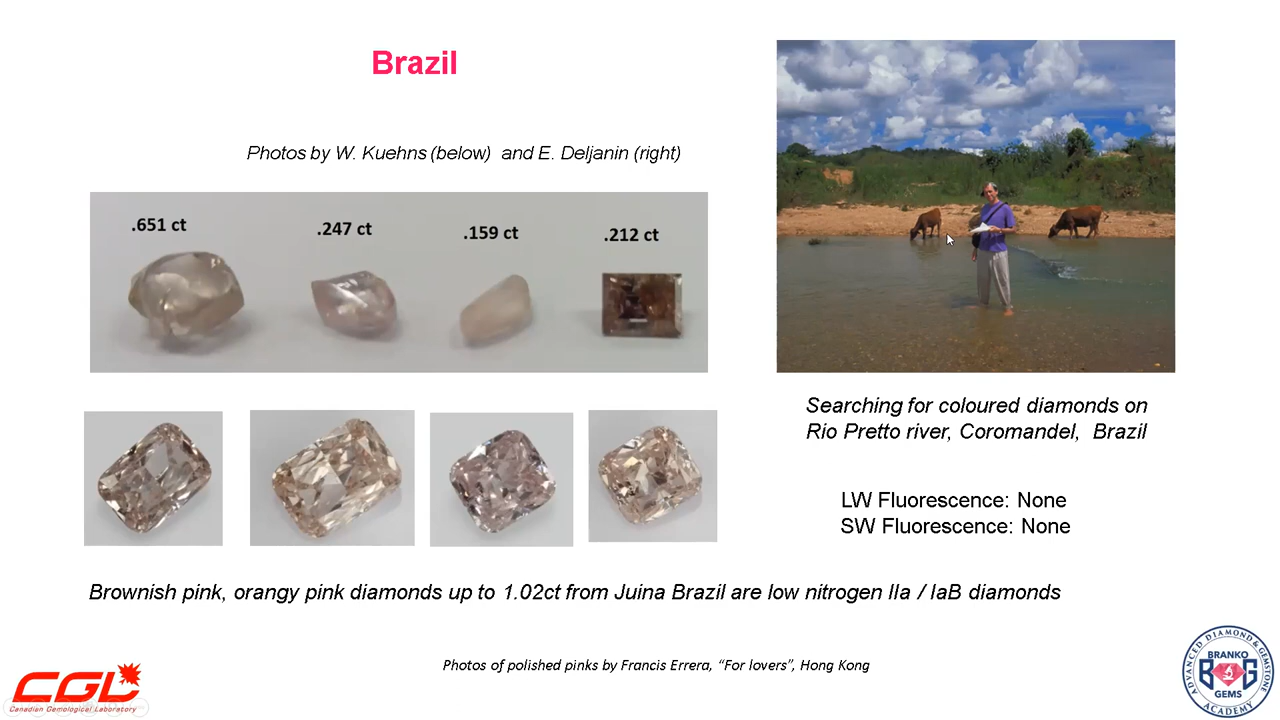 Brazil
Photos by W. Kuehns (below) and E. Deljanin (right)
.651 ct
.247 ct
.159 ct
.212 ct
Searching for coloured diamonds on
Rio Pretto river, Coromandel, Brazil
LW Fluorescence: None
SW Fluorescence: None
Brownish pink, orangy pink diamonds up to 1.02ct from Juina Brazil are low nitrogen IIa / IaB diamonds
Photos of polished pinks by Francis Errera, “For lovers”, Hong Kong
CGL
Canadian Gemological Laboratory
ADVANCED DIAMOND & GEMSTONE
BRANKO
BG
GEMS
ACADEMY